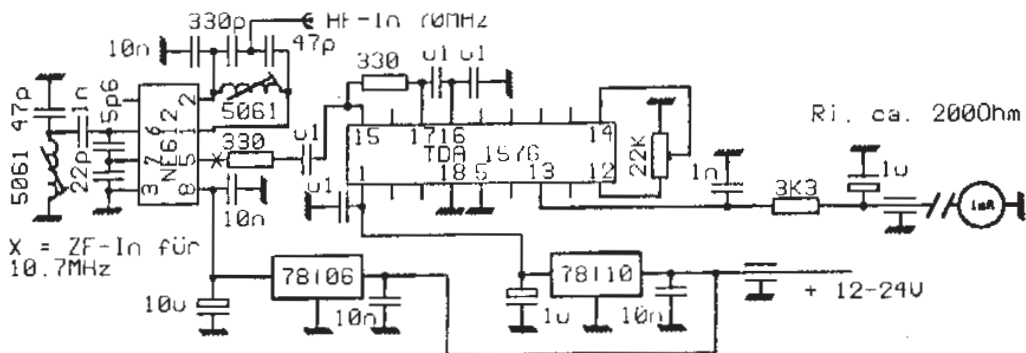 330p
HF-In 70MHz
47p
10n
330
u1
u1
47p
1n
5p6
2
5061
15
1716
14
Ri. ca. 200Ohm
6
1
NE612
TDA 1576
22K
5061
22p
7
5
X
330
u1
1
18
5
13
12
1n
3K3
1u
1mA
3
8
10n
u1
X = ZF-In für
10.7MHz
78l06
78l10
10u
10n
1u
10n
+ 12-24V